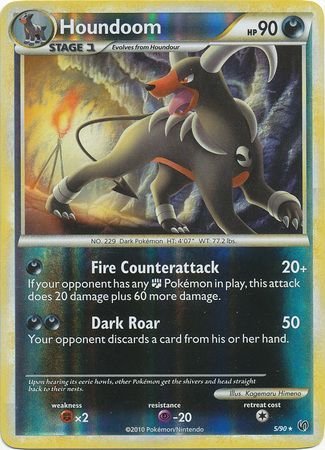 STAGE 1
Houndoom
HP 90
Evolves from Houndour
NO. 229 Dark Pokémon HT: 4'07" WT: 77.2 lbs.
Fire Counterattack 20+
If your opponent has any Pokémon in play, this attack
does 20 damage plus 60 more damage.
Dark Roar 50
Your opponent discards a card from his or her hand.
Upon hearing its eerie howls, other Pokémon get the shivers and head straight
back to their nests.
Illus. Kagemaru Himeno
weakness resistance retreat cost
×2 -20
©2010 Pokémon/Nintendo
5/90 ★